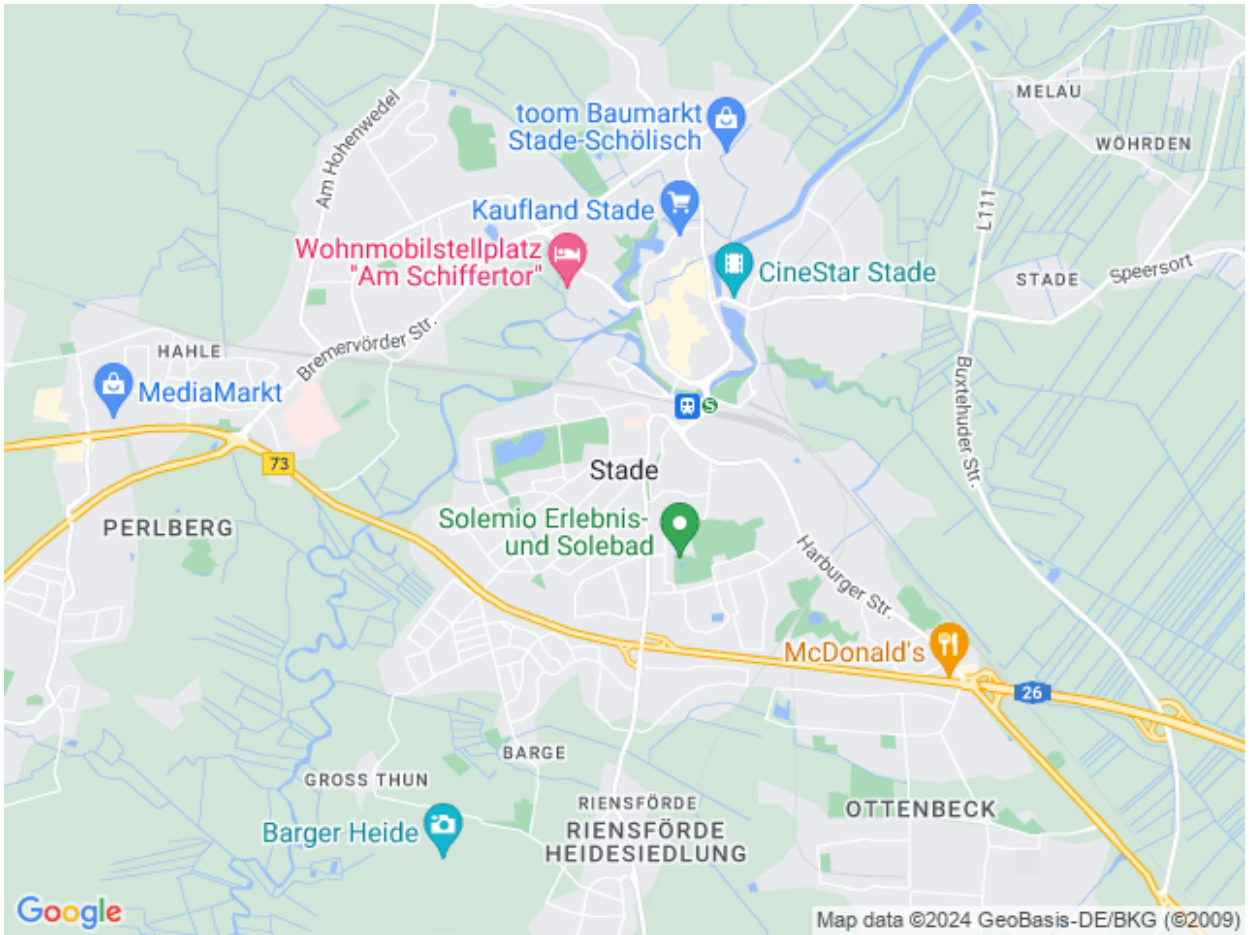 MELAU
toom Baumarkt
Stade-Schölisch
WÖHRDEN
Am Hohenwedel
Kaufland Stade
L111
Wohnmobilstellplatz
"Am Schiffertor"
CineStar Stade
STADE
Speersort
HAHLE
Bremervörder Str.
MediaMarkt
S
Buxtehuder Str.
73
Stade
PERLBERG
Solemio Erlebnis-
und Solebad
Harburger Str.
McDonald's
26
BARGE
GROSS THUN
RIENSFÖRDE
RIENSFÖRDE
HEIDESIEDLUNG
OTTENBECK
Barger Heide
Google
Map data ©2024 GeoBasis-DE/BKG (©2009)